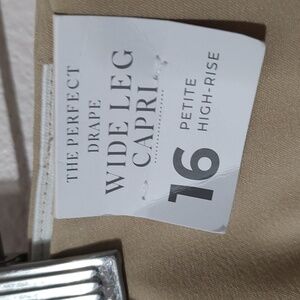 THE PERFECT
DRAPE
WIDE LEG
CAPRI
16
PETITE
HIGH-RISE